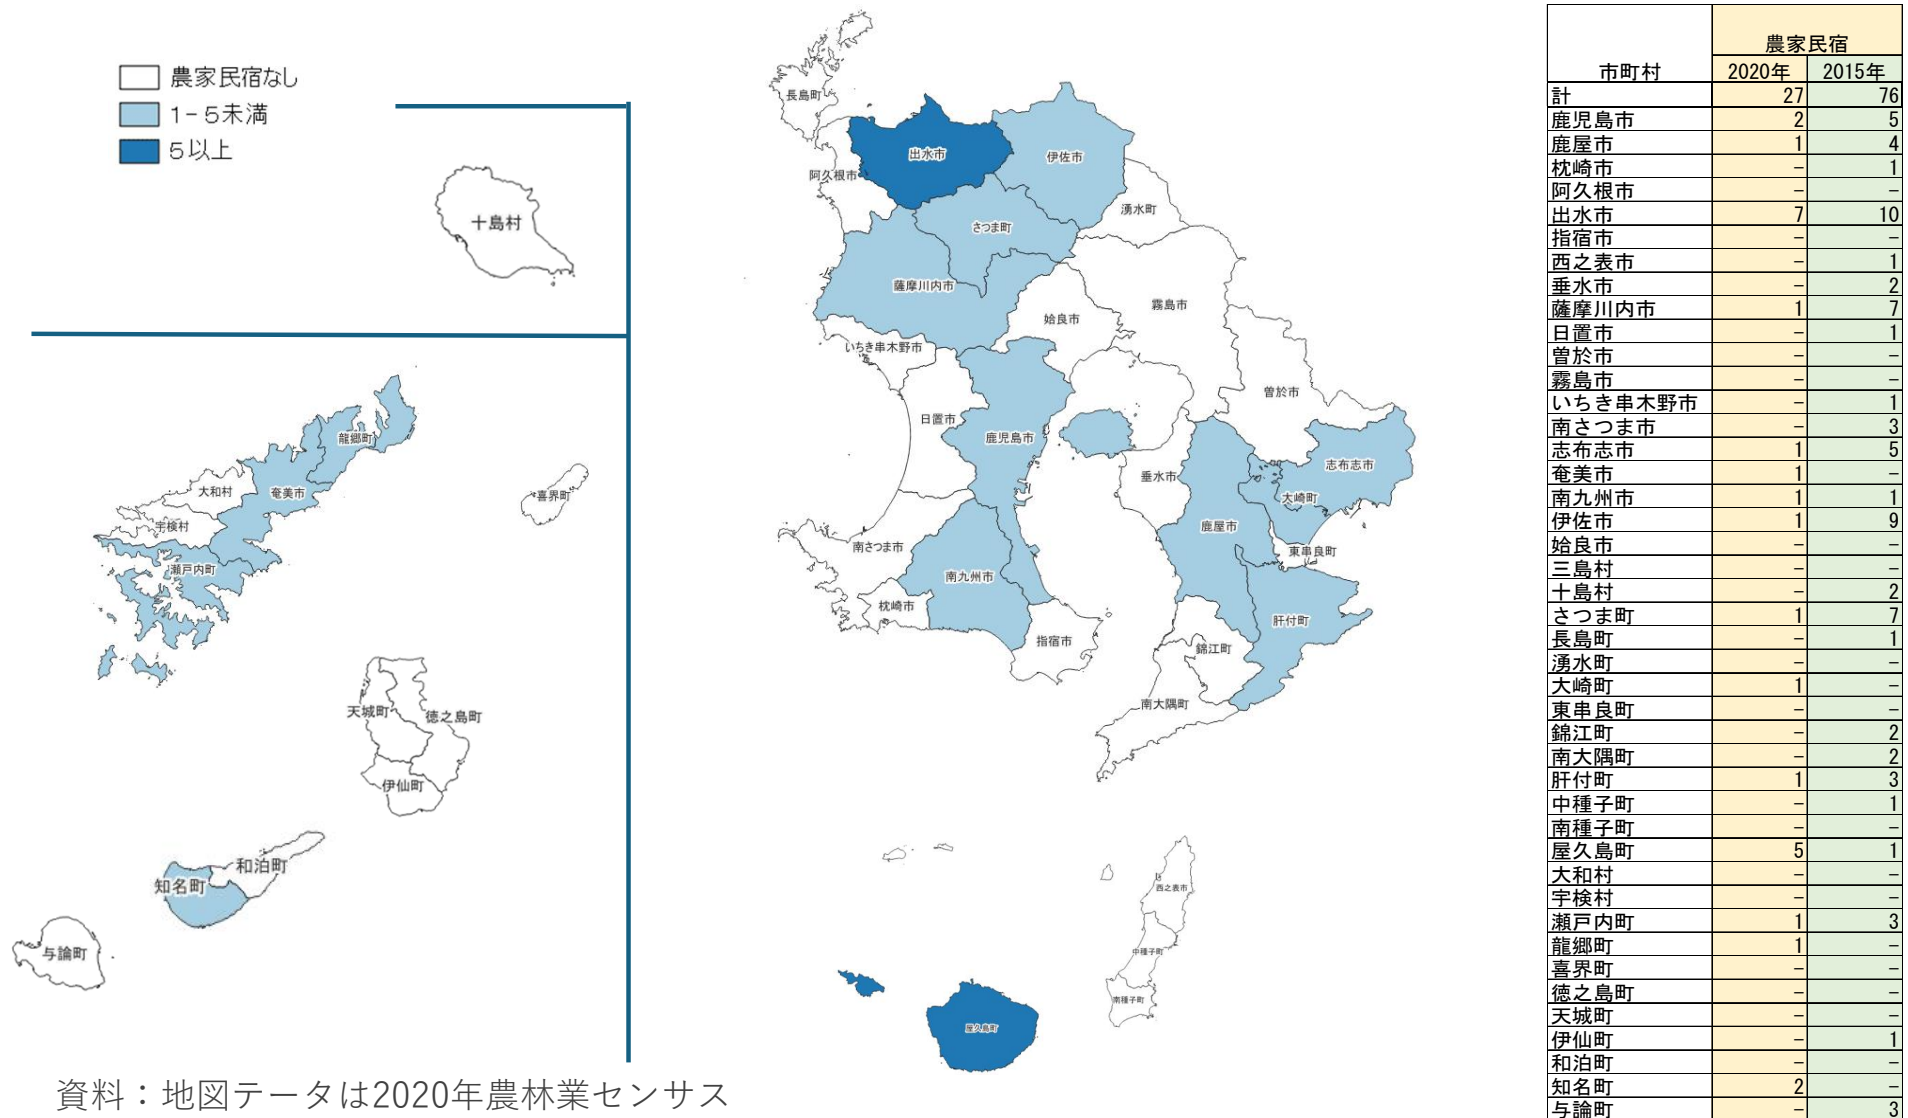 農家民宿なし
1-5未満
5以上
十島村
龍郷町
大和村
奄美市
喜界町
宇検村
瀬戸内町
天城町
徳之島町
伊仙町
和泊町
知名町
与論町
長島町
出水市
伊佐市
阿久根市
湧水町
さつま町
薩摩川内市
霧島市
姶良市
いちき串木野市
曽於市
日置市
鹿児島市
志布志市
垂水市
大崎町
鹿屋市
南さつま市
東串良町
南九州市
枕崎市
肝付町
指宿市
錦江町
南大隅町
西之表市
中種子町
南種子町
屋久島町
資料：地図テータは2020年農林業センサス
農家民宿
市町村 2020年 2015年
計 27 76
鹿児島市 2 5
鹿屋市 1 4
枕崎市 - 1
阿久根市 - -
出水市 7 10
指宿市 - -
西之表市 - 1
垂水市 - 2
薩摩川内市 1 7
日置市 - 1
曽於市 - -
霧島市 - -
いちき串木野市 - 1
南さつま市 - 3
志布志市 1 5
奄美市 1 -
南九州市 1 1
伊佐市 1 9
姶良市 - -
三島村 - -
十島村 - 2
さつま町 1 7
長島町 - 1
湧水町 - -
大崎町 1 -
東串良町 - -
錦江町 - 2
南大隅町 - 2
肝付町 1 3
中種子町 - 1
南種子町 - -
屋久島町 5 1
大和村 - -
宇検村 - -
瀬戸内町 1 3
龍郷町 1 -
喜界町 - -
徳之島町 - -
天城町 - -
伊仙町 - 1
和泊町 - -
知名町 2 -
与論町 - 3